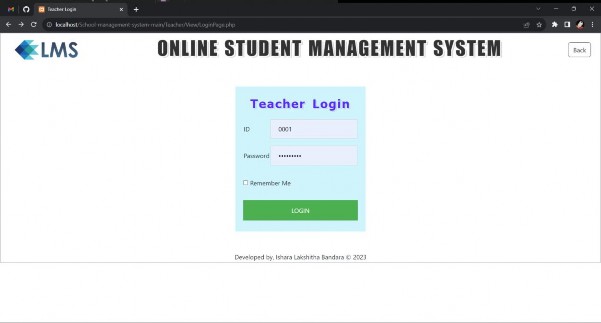 Teacher Login
localhost/School-management-system-main/Teacher/View/LoginPage.php
LMS
ONLINE STUDENT MANAGEMENT SYSTEM
Back
Teacher Login
ID
0001
Password
•••••••••
Remember Me
LOGIN
Developed by, Ishara Lakshitha Bandara © 2023